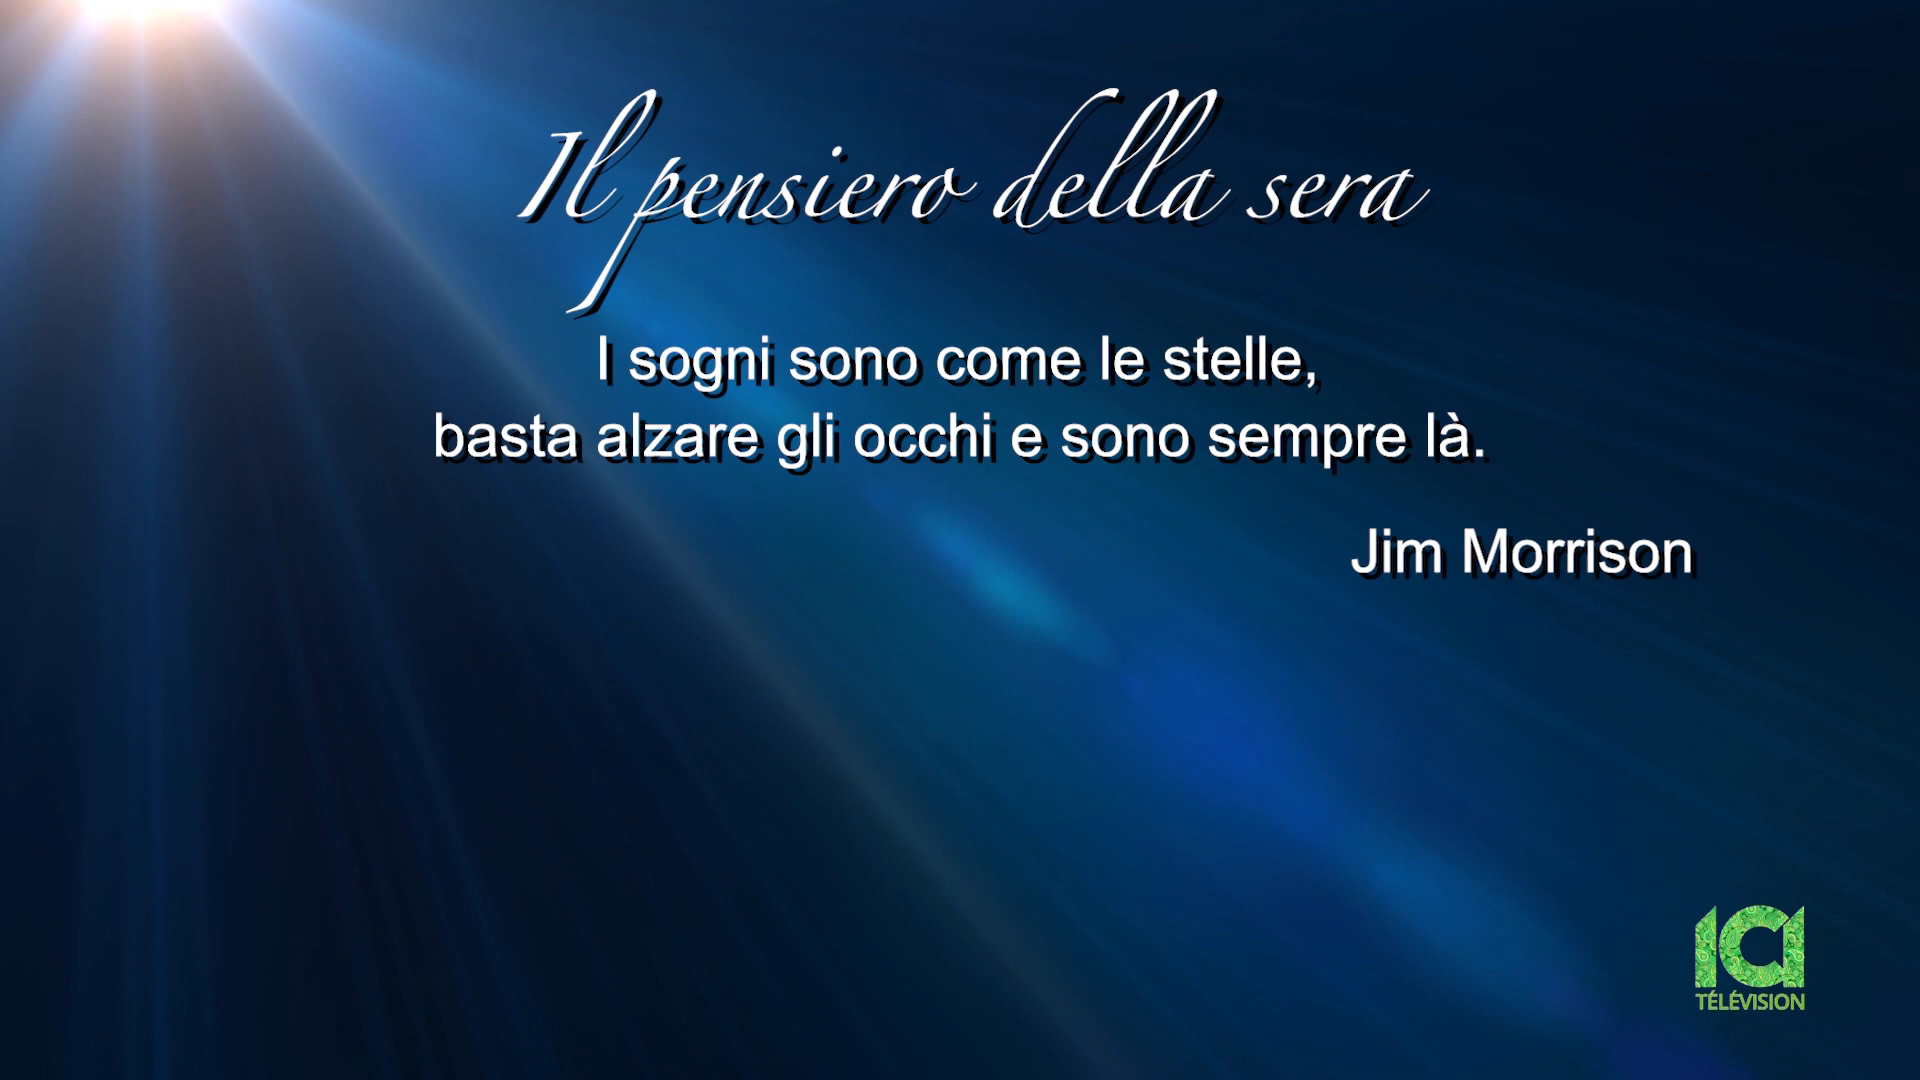 Il pensiero della sera
I sogni sono come le stelle,
basta alzare gli occhi e sono sempre là.
Jim Morrison
ICI
TÉLÉVISION